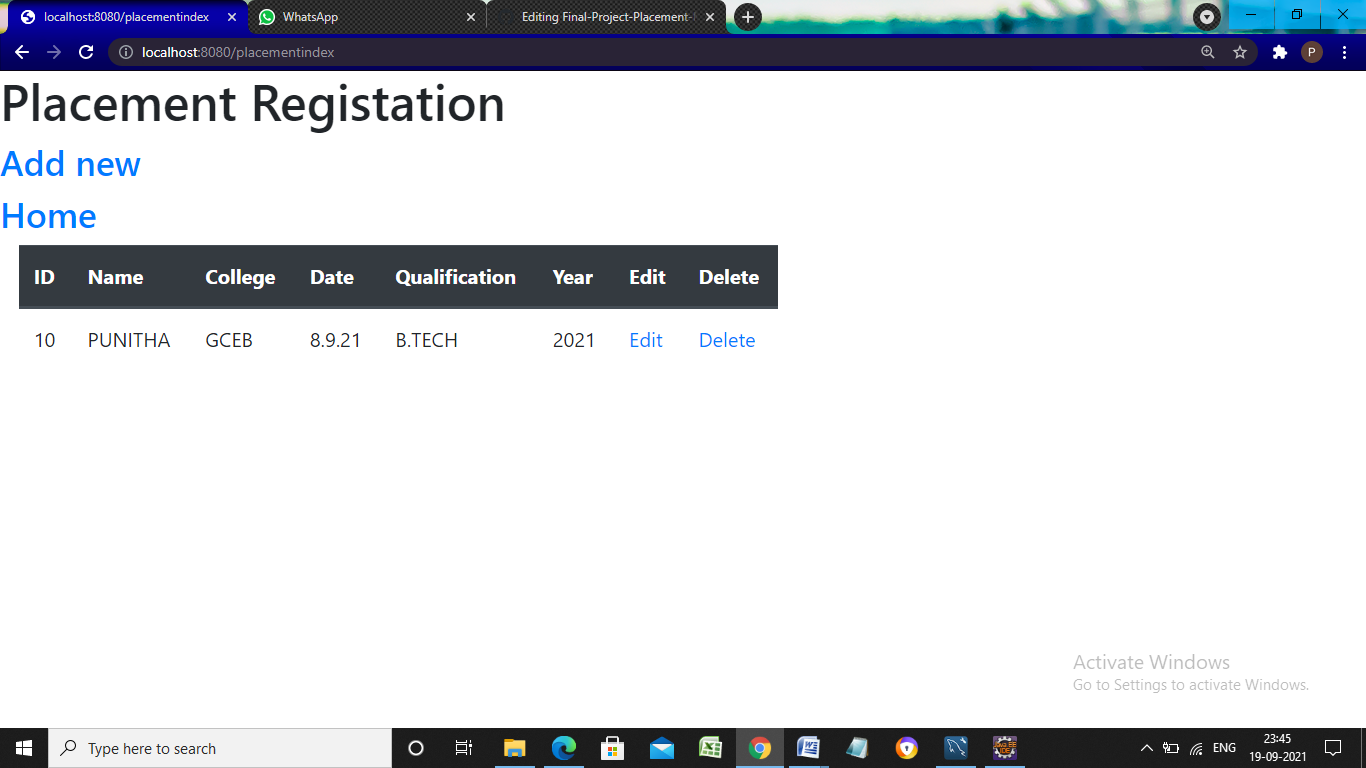 localhost:8080/placementindex
WhatsApp
Editing Final-Project-Placement-
localhost:8080/placementindex
P
Placement Registation
Add new
Home
ID Name College Date Qualification Year Edit Delete
10 PUNITHA GCEB 8.9.21 B.TECH 2021 Edit Delete
Activate Windows
Go to Settings to activate Windows.
Type here to search
ENG
23:45
19-09-2021